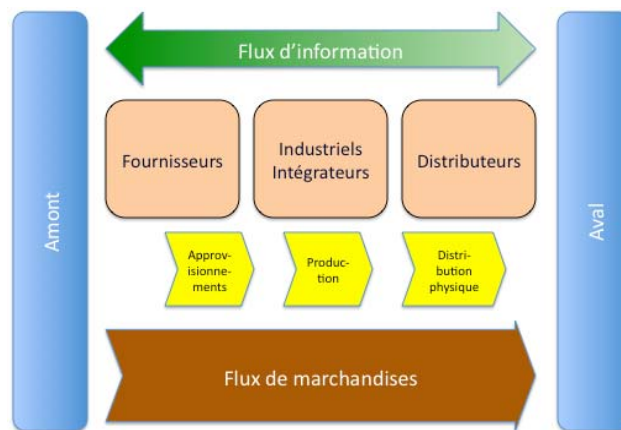 Flux d'information
Amont
Fournisseurs
Industriels
Intégrateurs
Distributeurs
Aval
Approv-
isionne-
ments
Produc-
tion
Distri-
bution
physique
Flux de marchandises